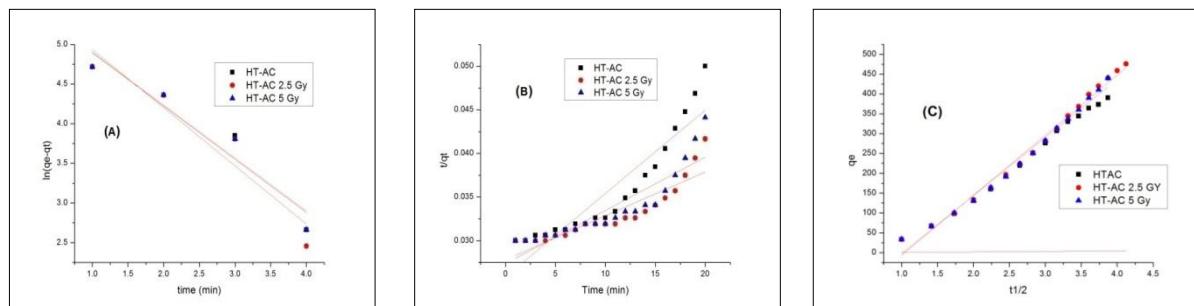 5.0
4.5
4.0
3.5
3.0
2.5
ln(qe-qt)
HT-AC
HT-AC 2.5 Gy
HT-AC 5 Gy
(A)
1.0 1.5 2.0 2.5 3.0 3.5 4.0
time (min)
0.050
0.045
0.040
0.035
0.030
t/qt
(B)
HT-AC
HT-AC 2.5 Gy
HT-AC 5 Gy
0 5 10 15 20
Time (min)
500
450
400
350
300
250
200
150
100
50
0
qe
(C)
HTAC
HT-AC 2.5 GY
HT-AC 5 Gy
1.0 1.5 2.0 2.5 3.0 3.5 4.0 4.5
t1/2